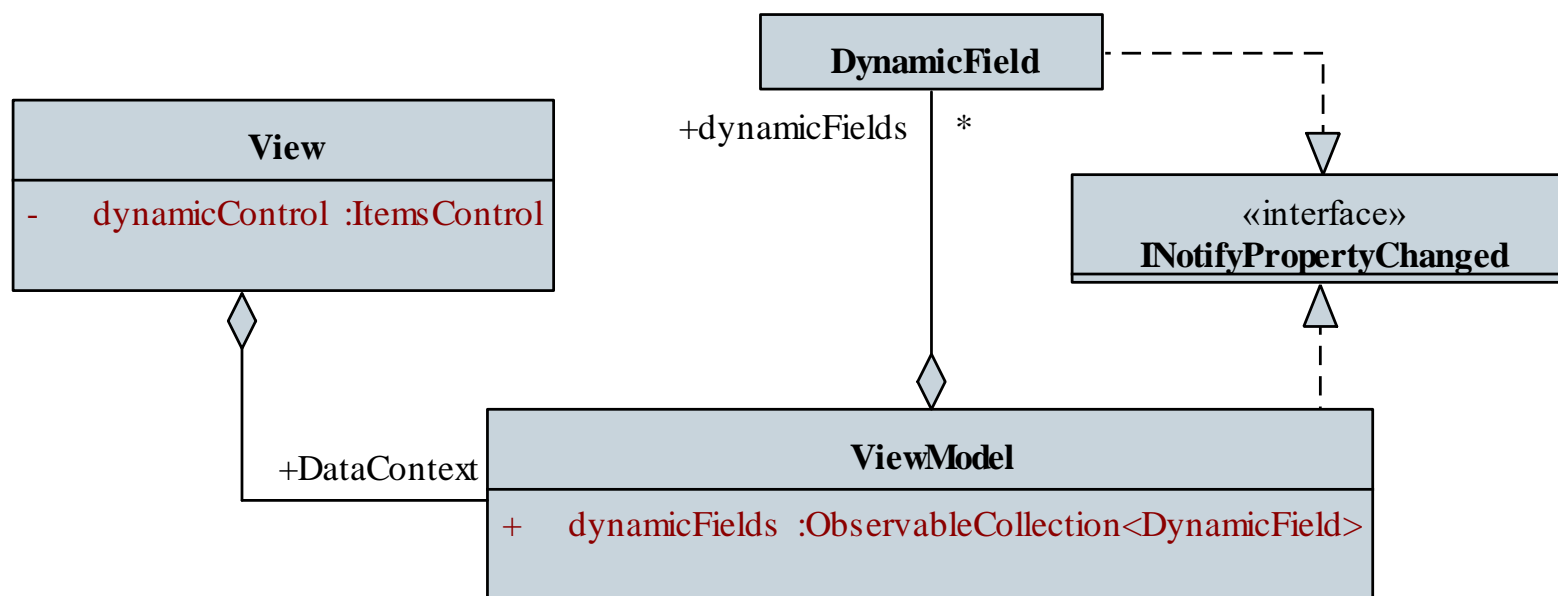 DynamicField
+dynamicFields *
View
- dynamicControl :ItemsControl
«interface»
INotifyPropertyChanged
+DataContext
ViewModel
+ dynamicFields :ObservableCollection<DynamicField>